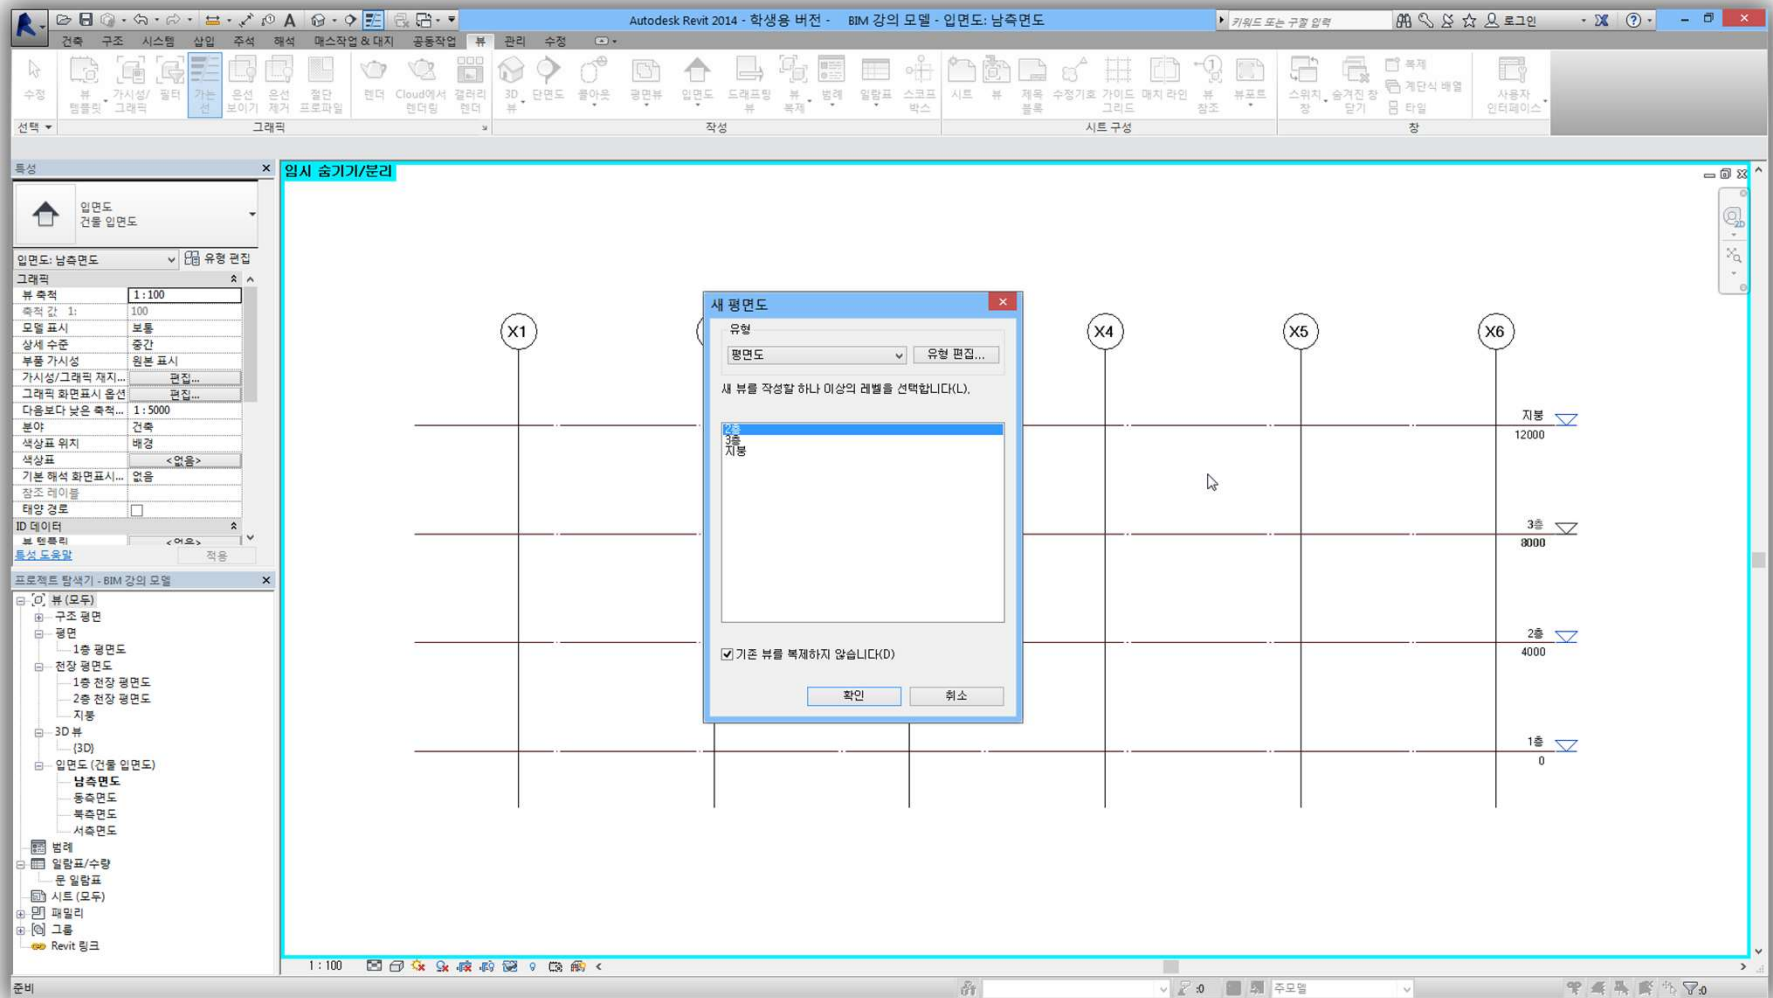 Autodesk Revit 2014 - 학생용 버전 - BIM 강의 모델 - 입면도: 남측면도
키워드 또는 구절 입력
로그인
건축 구조 시스템 삽입 주석 해석 매스작업 & 대지 공동작업 뷰 관리 수정
수정
뷰 템플릿
가시성/ 그래픽
필터
가는 선
은선 보이기
은선 제거
절단 프로파일
렌더
Cloud에서 렌더링
갤러리 렌더
3D 뷰
단면도
콜아웃
평면뷰
입면도
드래프팅 뷰
뷰 복제
범례
일람표
스코프 박스
시트
뷰
제목 블록
수정기호
가이드 그리드
매치 라인
뷰 참조
뷰포트
스위치 창
숨겨진 창 닫기
복제
계단식 배열
타일
사용자 인터페이스
선택
그래픽
작성
시트 구성
창
특성
입면도
건물 입면도
입면도: 남측면도
유형 편집
그래픽
뷰 축척 1 : 100
축척 값 1: 100
모델 표시 보통
상세 수준 중간
부품 가시성 원본 표시
가시성/그래픽 재지... 편집...
그래픽 화면표시 옵션 편집...
다음보다 낮은 축척... 1 : 5000
분야 건축
색상표 위치 배경
색상표 <없음>
기본 해석 화면표시... 없음
참조 레이블
태양 경로
ID 데이터
뷰 템플릿 <없음>
특성 도움말
적용
프로젝트 탐색기 - BIM 강의 모델
뷰 (모두)
구조 평면
평면
1층 평면도
천장 평면도
1층 천장 평면도
2층 천장 평면도
지붕
3D 뷰
{3D}
입면도 (건물 입면도)
남측면도
동측면도
북측면도
서측면도
범례
일람표/수량
문 일람표
시트 (모두)
패밀리
그룹
Revit 링크
준비
임시 숨기기/분리
2D
X1
X4
X5
X6
지붕
12000
3층
8000
2층
4000
1층
0
새 평면도
유형
평면도
유형 편집...
새 뷰를 작성할 하나 이상의 레벨을 선택합니다(L).
2층
3층
지붕
기존 뷰를 복제하지 않습니다(D)
확인
취소
1 : 100
:0
주모델
:0